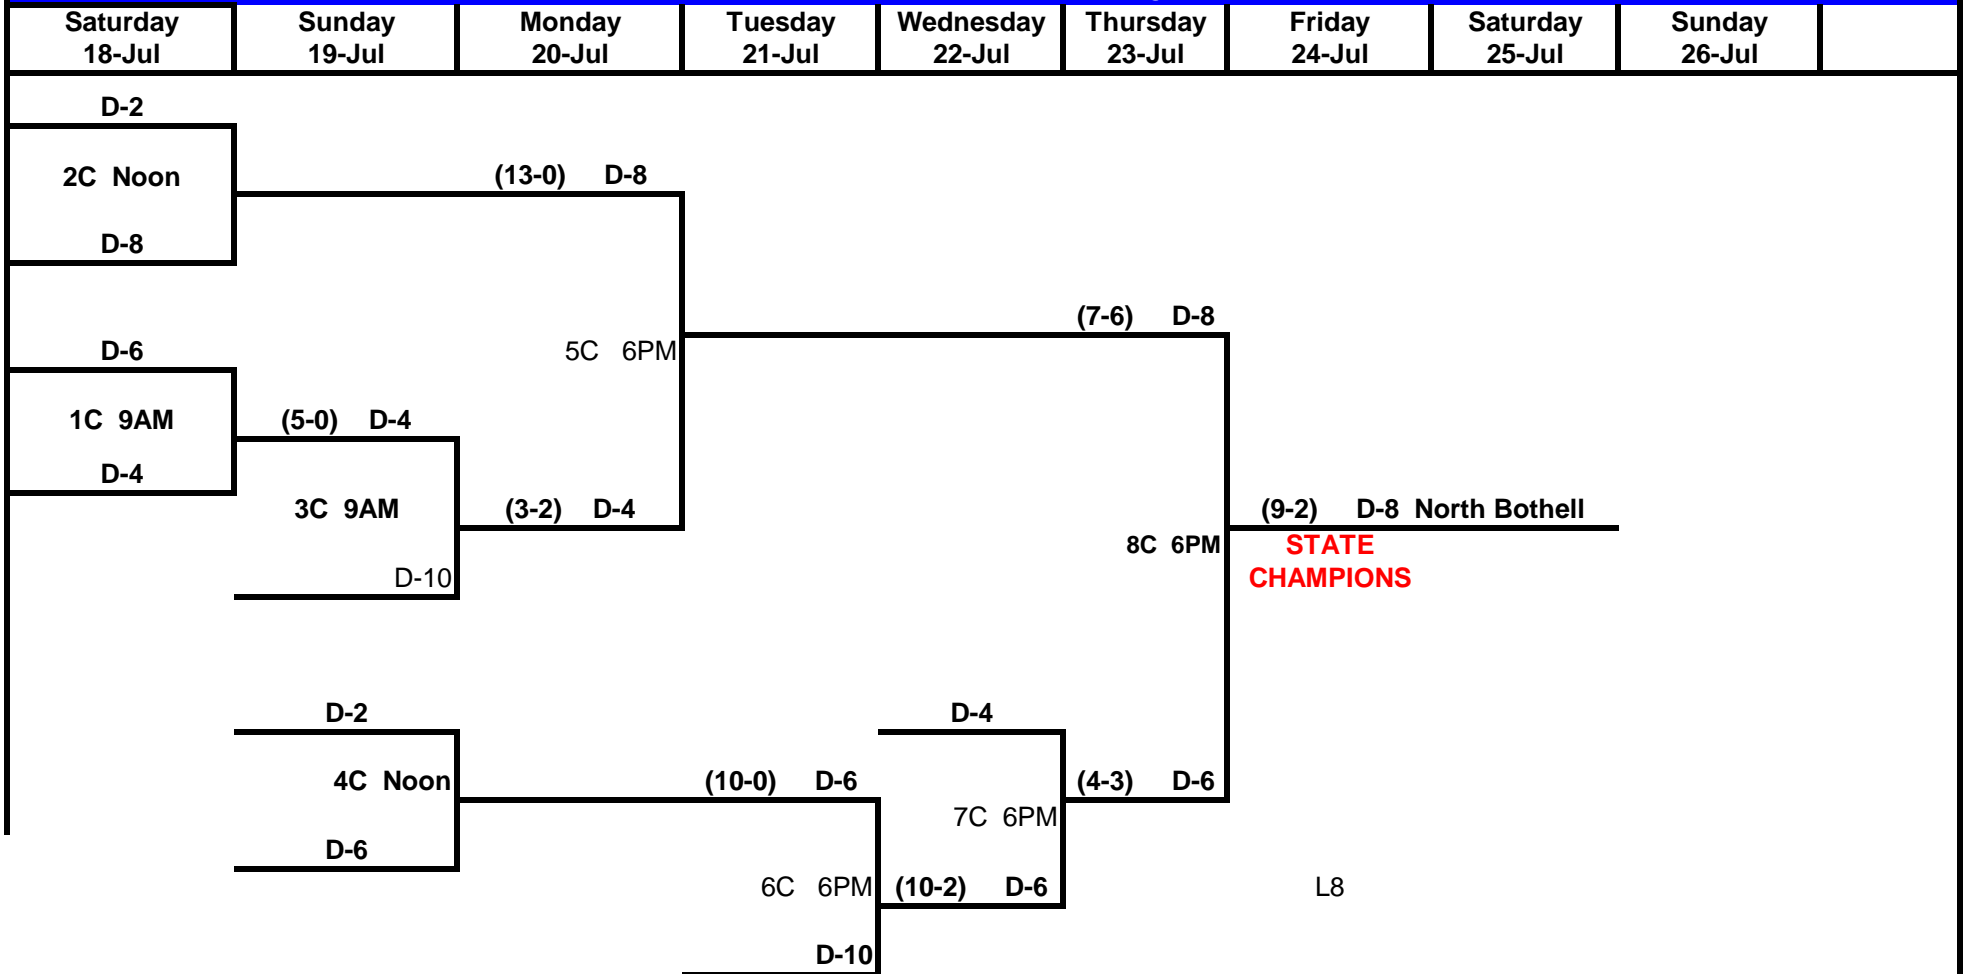 Saturday Sunday Monday Tuesday Wednesday Thursday Friday Saturday Sunday
18-Jul 19-Jul 20-Jul 21-Jul 22-Jul 23-Jul 24-Jul 25-Jul 26-Jul
D-2
2C Noon (13-0) D-8
D-8
(7-6) D-8
D-6 5C 6PM
1C 9AM (5-0) D-4
D-4
3C 9AM (3-2) D-4 (9-2) D-8 North Bothell
8C 6PM STATE
D-10 CHAMPIONS
D-2 D-4
4C Noon (10-0) D-6 (4-3) D-6
7C 6PM
D-6
6C 6PM (10-2) D-6 L8
D-10